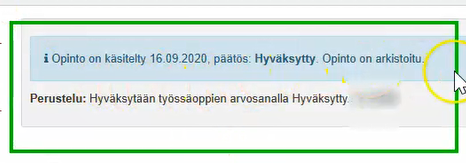 Opinto on käsitelty 16.09.2020, päätös: Hyväksytty. Opinto on arkistoitu.
Perustelu: Hyväksytään työssäoppien arvosanalla Hyväksytty.